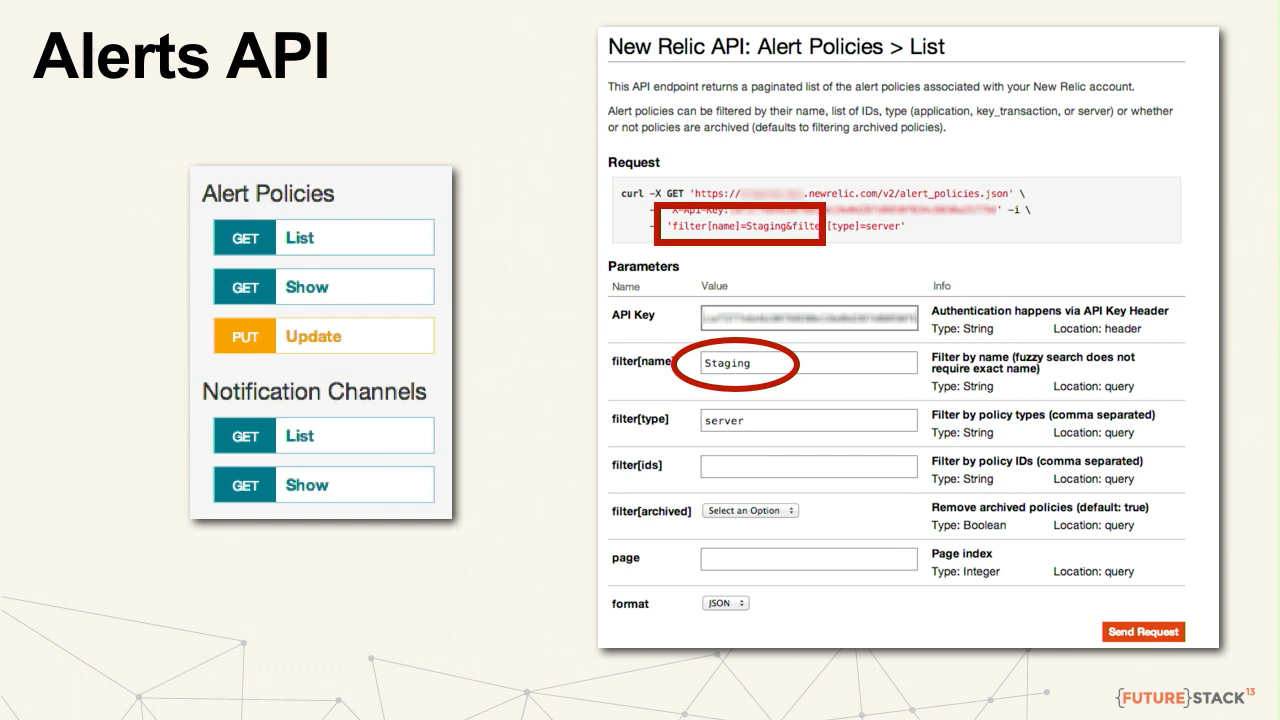 Alerts API
Alert Policies
GET List
GET Show
PUT Update
Notification Channels
GET List
GET Show
New Relic API: Alert Policies > List
This API endpoint returns a paginated list of the alert policies associated with your New Relic account.
Alert policies can be filtered by their name, list of IDs, type (application, key_transaction, or server) or whether
or not policies are archived (defaults to filtering archived policies).
Request
curl -X GET 'https:// .newrelic.com/v2/alert_policies.json' \
X-Api-Key: ' -i \
'filter[name]=Staging&filter[type]=server'
Parameters
Name Value Info
API Key Authentication happens via API Key Header
Type: String Location: header
filter[name] Staging Filter by name (fuzzy search does not
require exact name)
Type: String Location: query
filter[type] server Filter by policy types (comma separated)
Type: String Location: query
filter[ids] Filter by policy IDs (comma separated)
Type: String Location: query
filter[archived] Select an Option Remove archived policies (default: true)
Type: Boolean Location: query
page Page index
Type: Integer Location: query
format JSON
Send Request
{FUTURE}STACK13